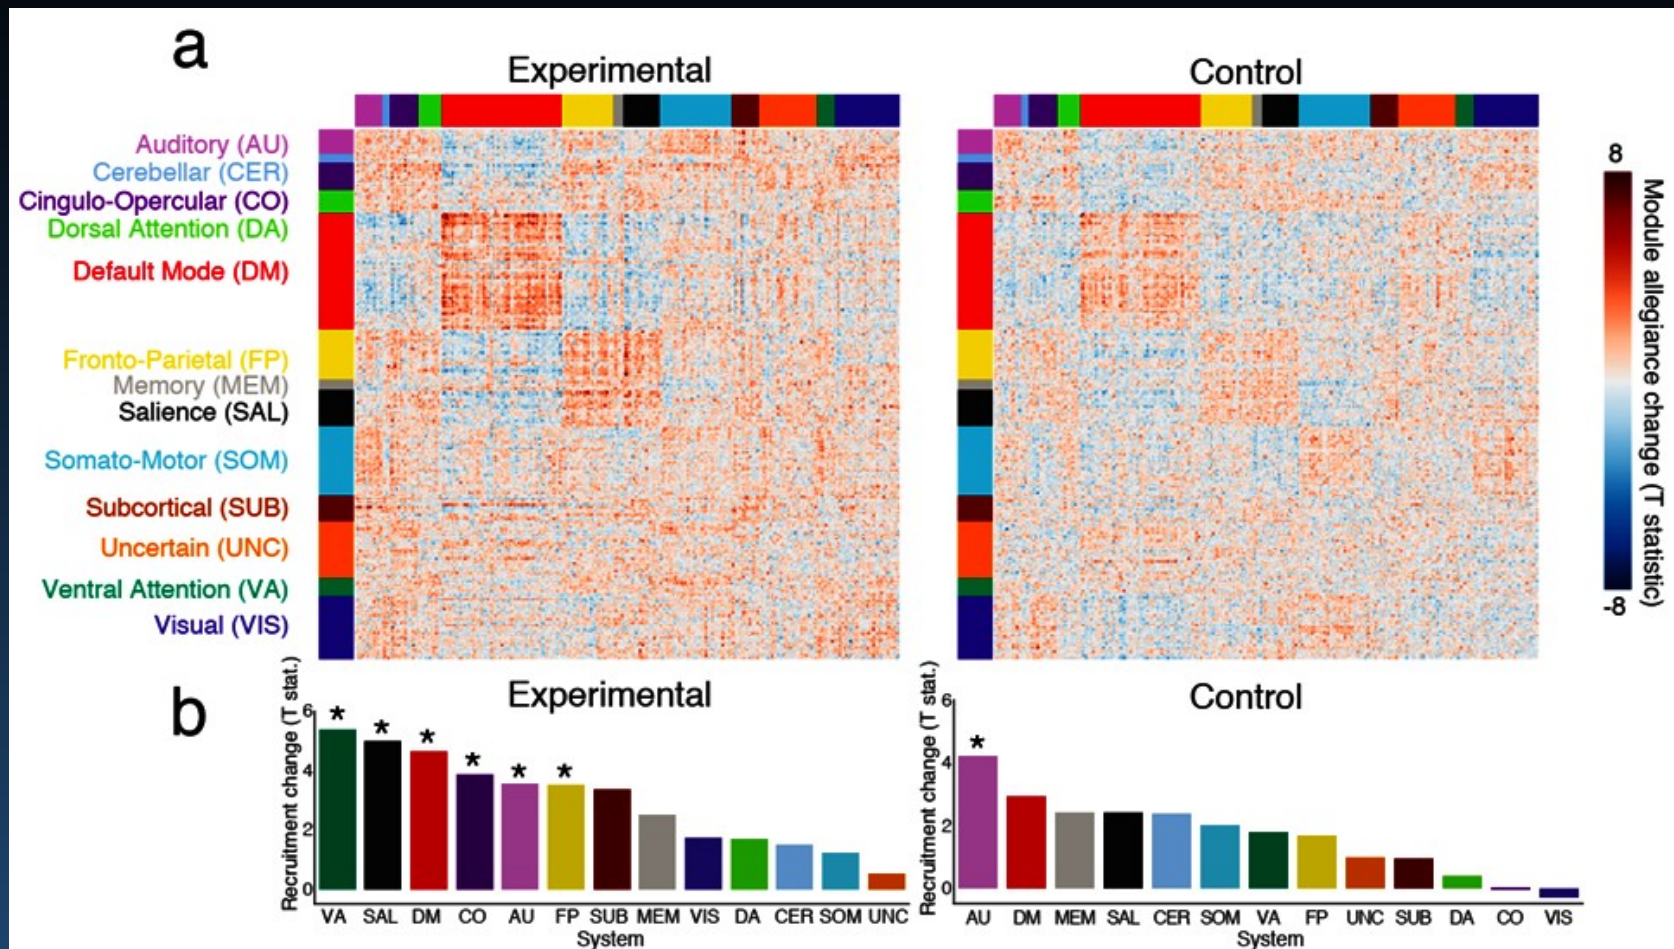 a
Experimental
Control
Auditory (AU)
Cerebellar (CER)
Cingulo-Opercular (CO)
Dorsal Attention (DA)
Default Mode (DM)
Fronto-Parietal (FP)
Memory (MEM)
Salience (SAL)
Somato-Motor (SOM)
Subcortical (SUB)
Uncertain (UNC)
Ventral Attention (VA)
Visual (VIS)
8
Module allegiance change (T statistic)
-8
b
Experimental
Recruitment change (T stat.)
6
4
2
0
* * * * * *
VA SAL DM CO AU FP SUB MEM VIS DA CER SOM UNC
System
Control
Recruitment change (T stat.)
6
4
2
0
*
AU DM MEM SAL CER SOM VA FP UNC SUB DA CO VIS
System